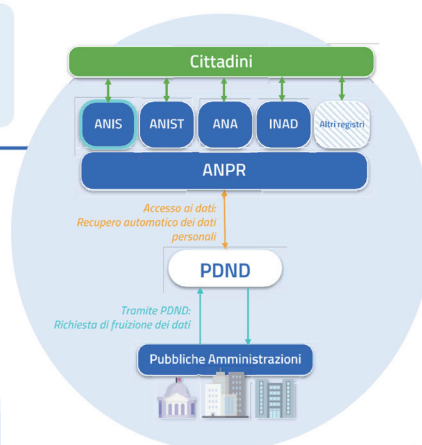 Cittadini
ANIS
ANIST
ANA
INAD
Altri registri
ANPR
Accesso ai dati:
Recupero automatico dei dati
personali
PDND
Tramite PDND:
Richiesta di fruizione dei dati
Pubbliche Amministrazioni